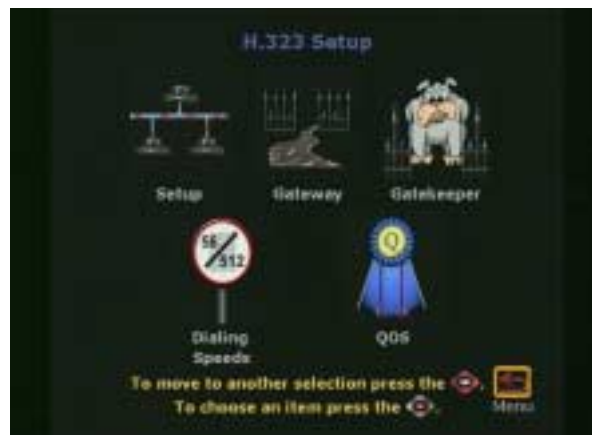 H.323 Setup
Setup
Gateway
Gatekeeper
56/512
Q
Dialing
Speeds
QOS
To move to another selection press the .
To choose an item press the .
Menu